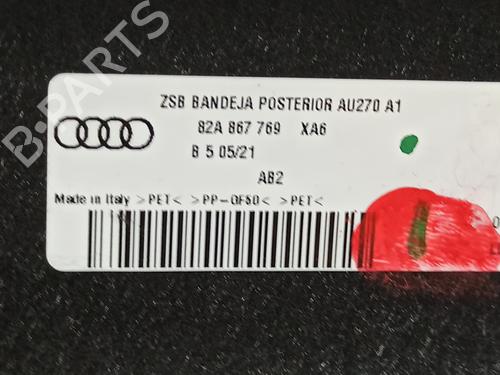 ZSB BANDEJA POSTERIOR AU270 A1
82A 867 769 XA6
B 5 05/21
AB2
Made in Italy >PET< >PP-GF50< >PET<
B-PARTS